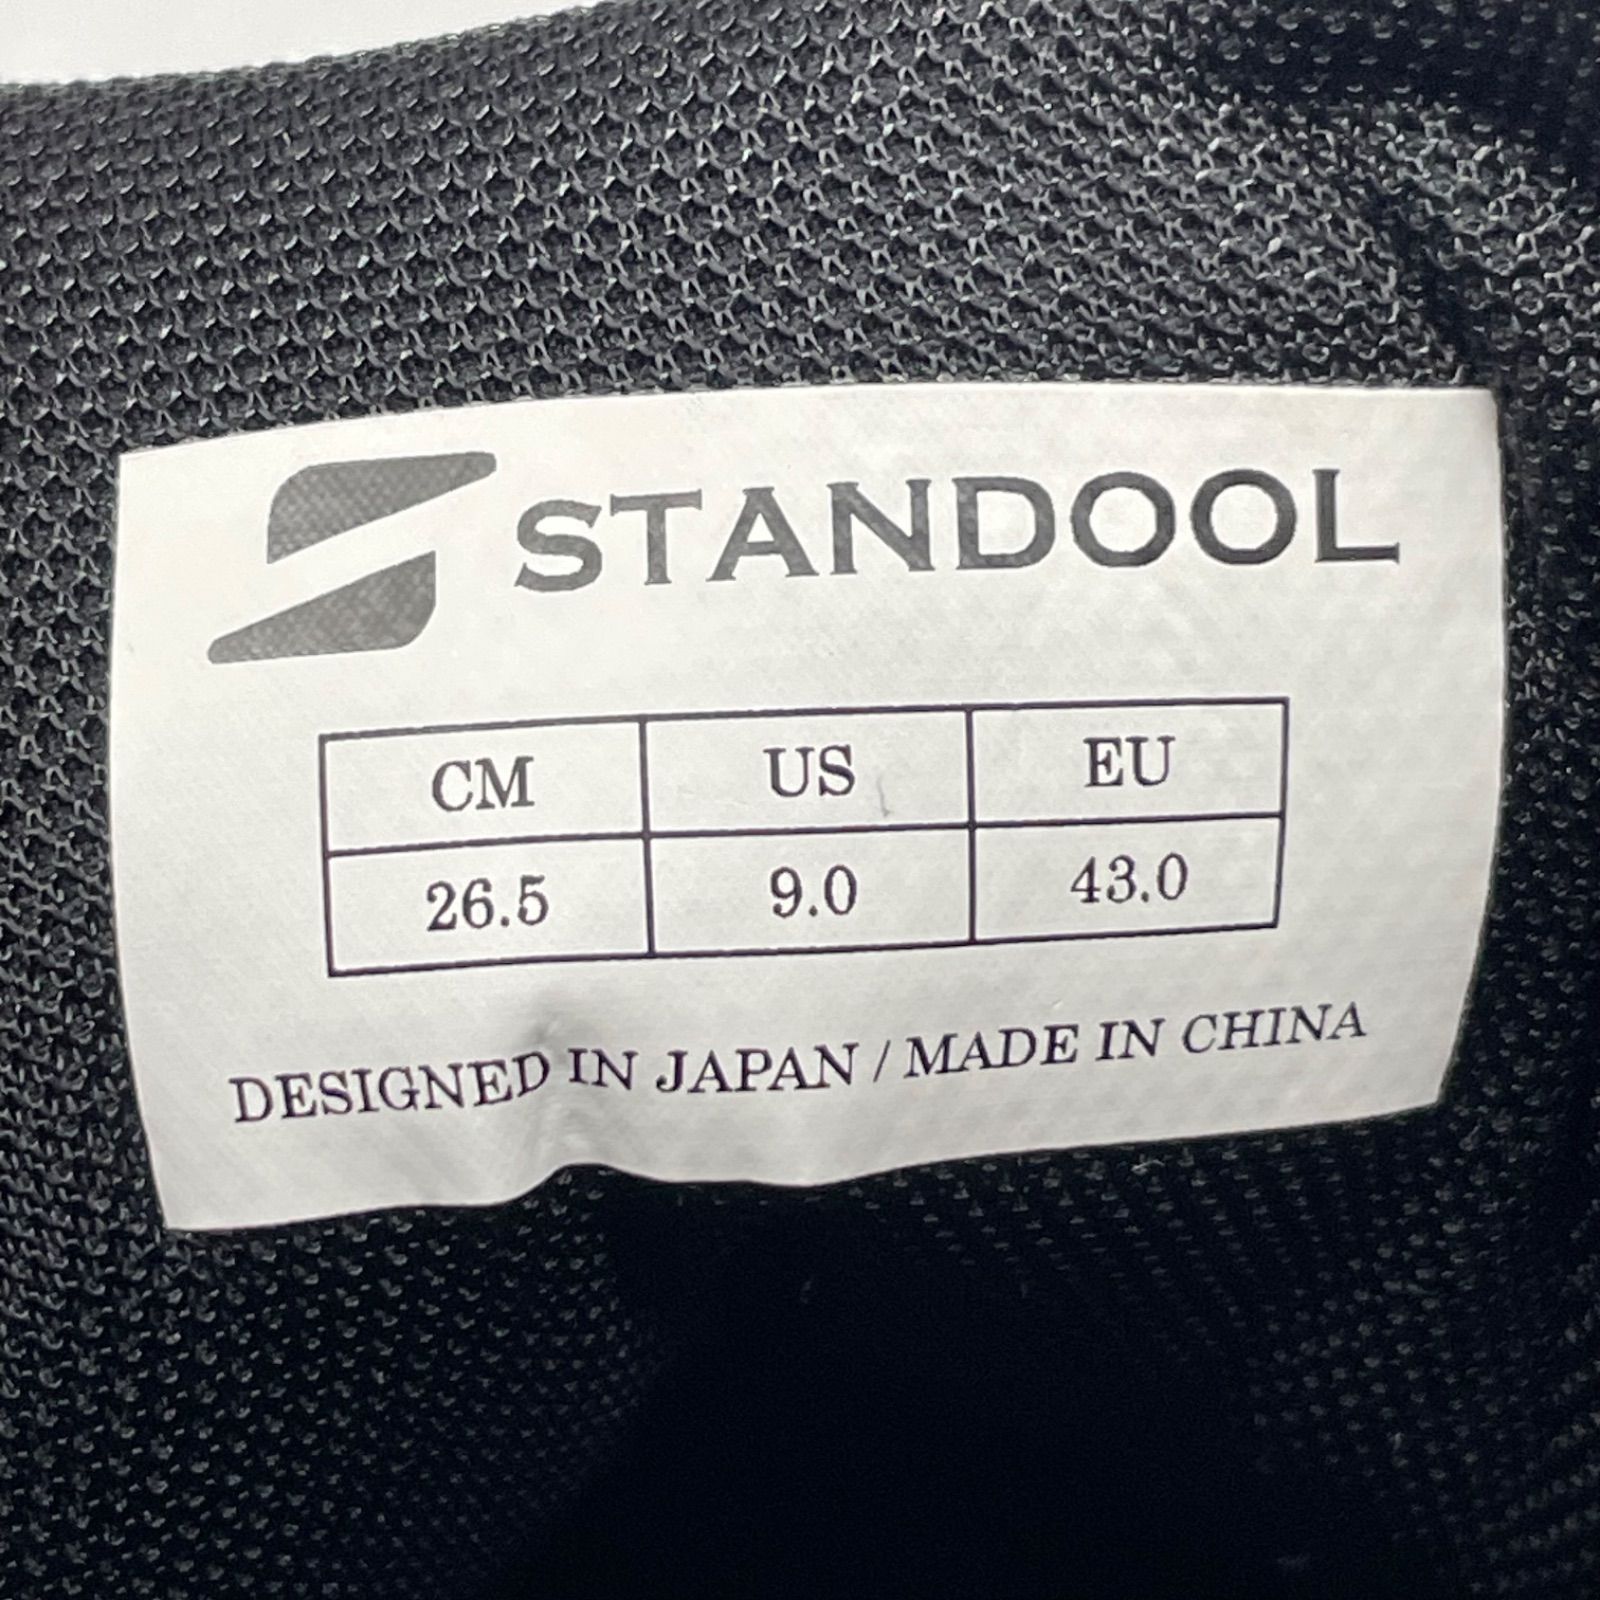 STANDOOL
CM US EU
26.5 9.0 43.0
DESIGNED IN JAPAN / MADE IN CHINA